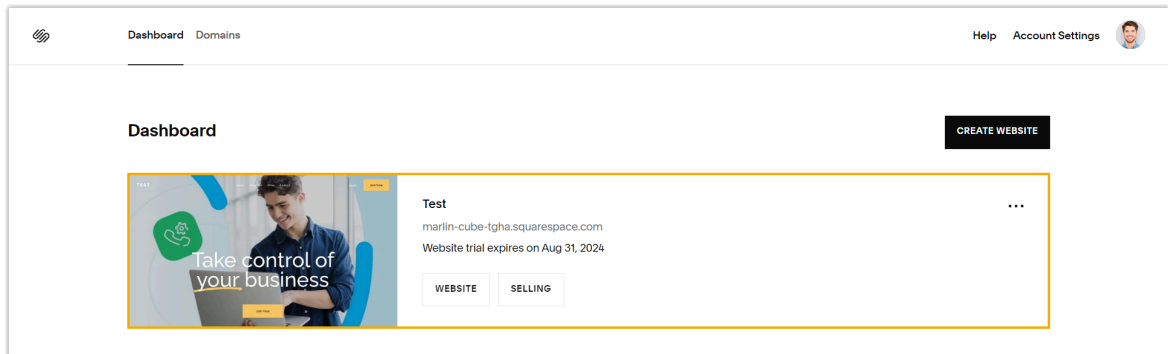 Dashboard Domains Help Account Settings
Dashboard
CREATE WEBSITE
TEST
Take control of
your business
Test
marlin-cube-tgha.squarespace.com
Website trial expires on Aug 31, 2024
WEBSITE SELLING